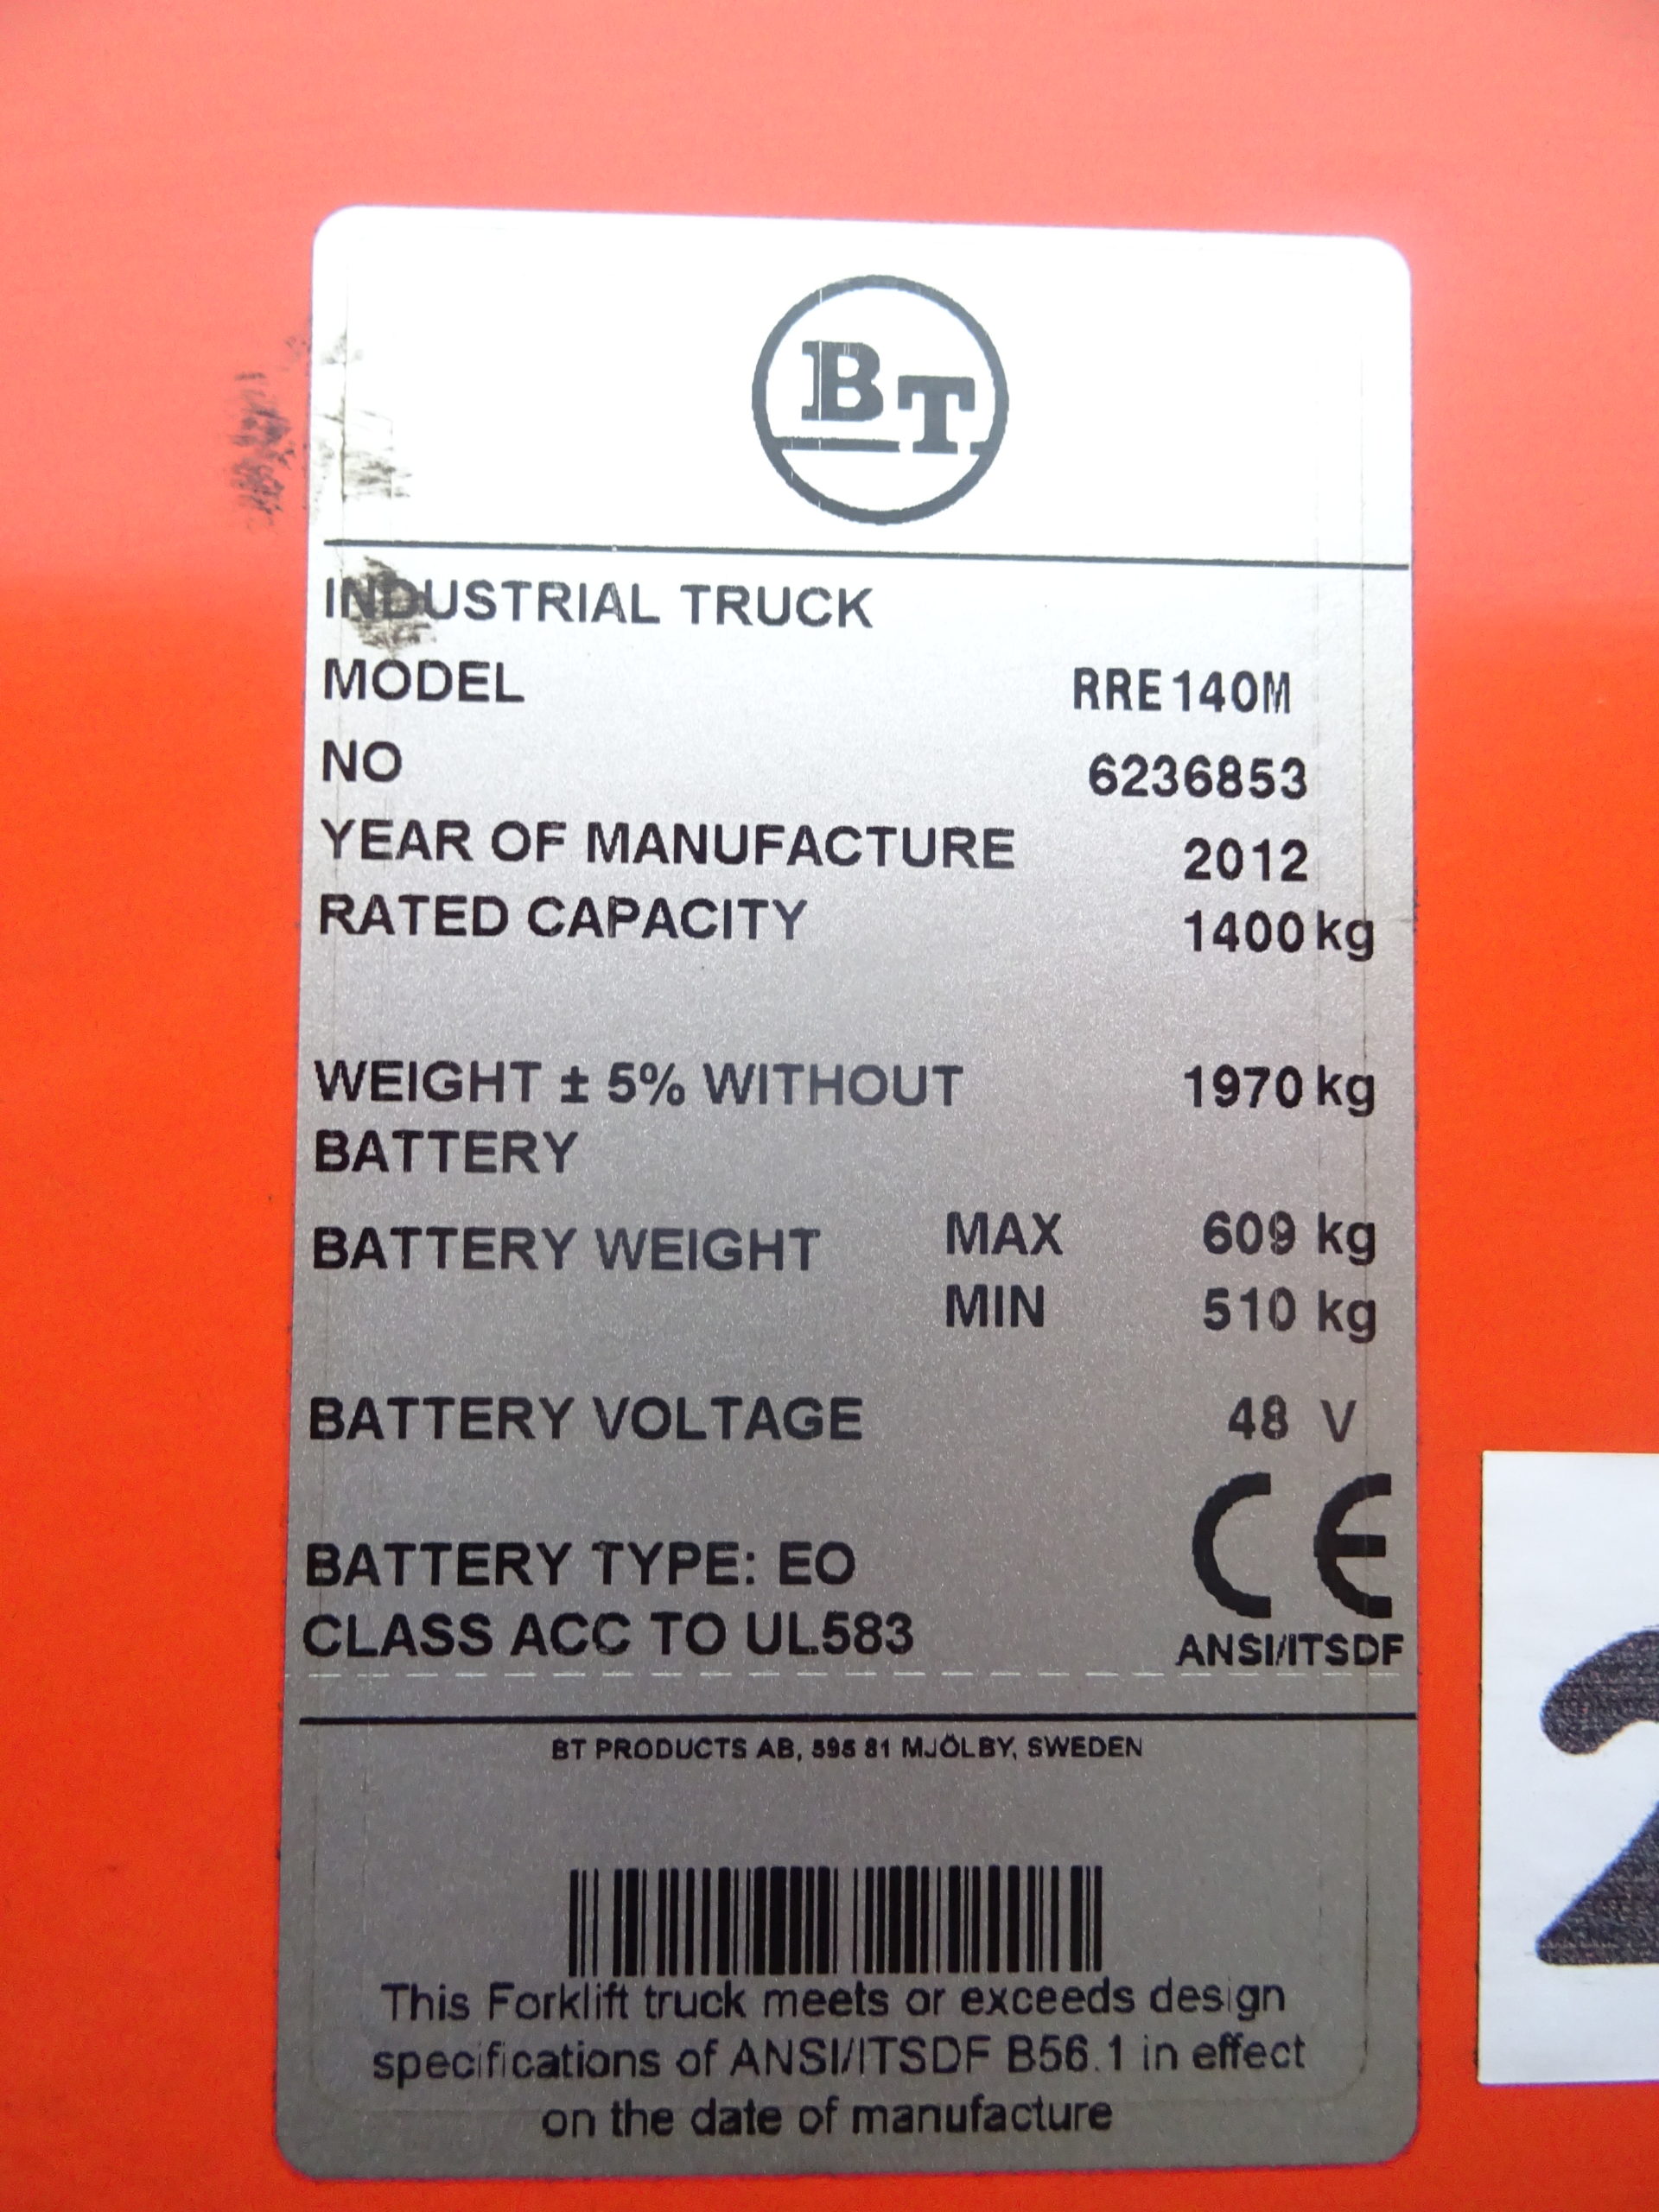 BT
INDUSTRIAL TRUCK
MODEL RRE140M
NO 6236853
YEAR OF MANUFACTURE 2012
RATED CAPACITY 1400 kg
WEIGHT ± 5% WITHOUT 1970 kg
BATTERY
BATTERY WEIGHT MAX 609 kg
MIN 510 kg
BATTERY VOLTAGE 48 V
CE
BATTERY TYPE: EO
CLASS ACC TO UL583
ANSI/ITSDF
BT PRODUCTS AB, 595 81 MJÖLBY, SWEDEN
This Forklift truck meets or exceeds design
specifications of ANSI/ITSDF B56.1 in effect
on the date of manufacture
2